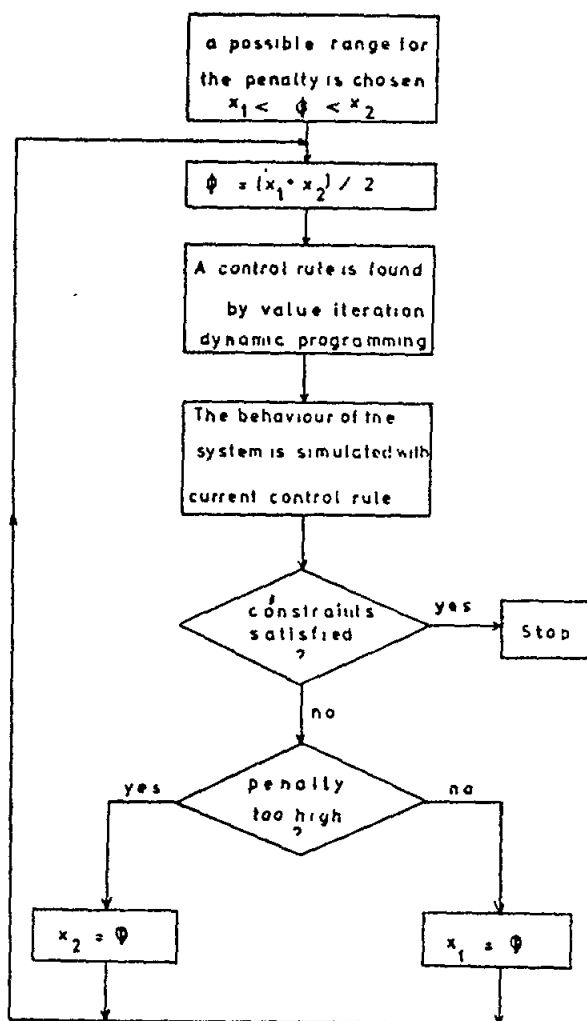 a possible range for
the penalty is chosen
x1 < ϕ < x2
ϕ = (x1 + x2) / 2
A control rule is found
by value iteration
dynamic programming
The behaviour of the
system is simulated with
current control rule
constraints
satisfied
?
yes
Stop
no
yes
penalty
too high
?
no
x2 = ϕ
x1 = ϕ